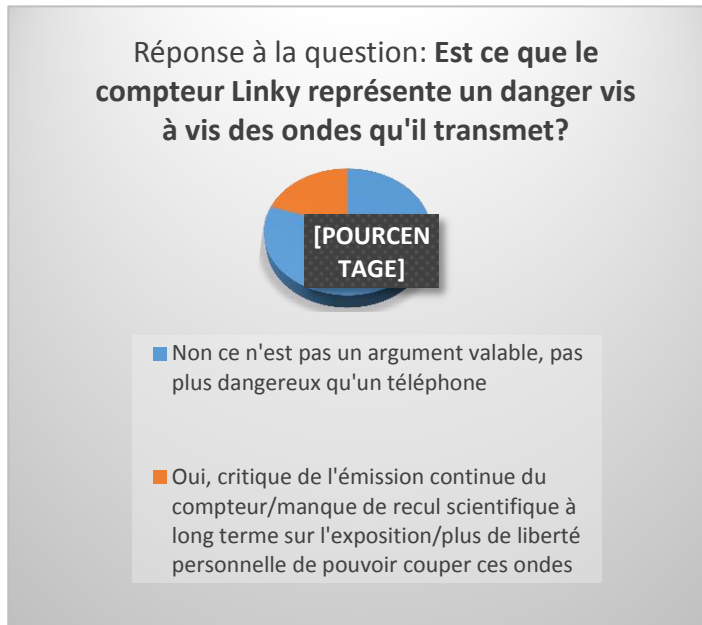 Réponse à la question: Est ce que le
compteur Linky représente un danger vis
à vis des ondes qu'il transmet?
[POURCEN
TAGE]
Non ce n'est pas un argument valable, pas
plus dangereux qu'un téléphone
Oui, critique de l'émission continue du
compteur/manque de recul scientifique à
long terme sur l'exposition/plus de liberté
personnelle de pouvoir couper ces ondes